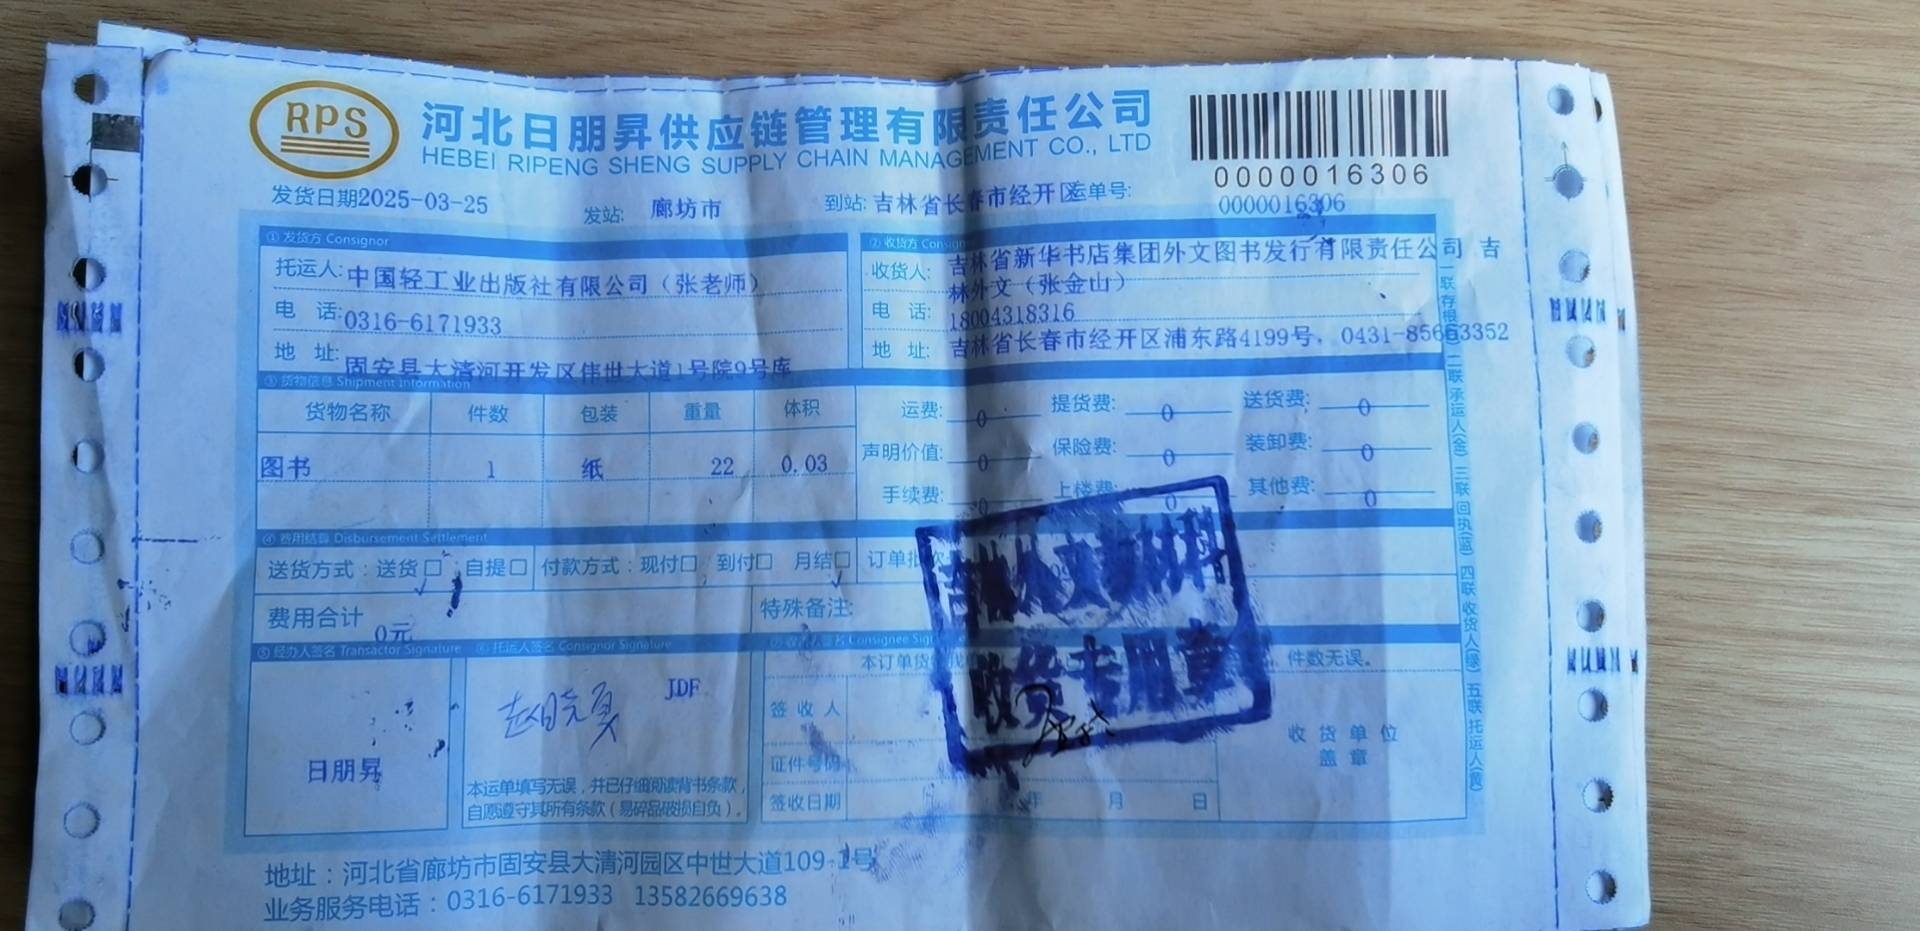 RPS
河北日朋昇供应链管理有限责任公司
HEBEI RIPENG SHENG SUPPLY CHAIN MANAGEMENT CO., LTD
0000016306
发货日期2025-03-25 发站: 廊坊市 到站: 吉林省长春市经开区运单号: 0000016306
① 发货方 Consignor
托运人: 中国轻工业出版社有限公司（张老师）
电 话: 0316-6171933
地 址: 固安县大清河开发区伟世大道1号院9号库
② 收货方 Consign
收货人: 吉林省新华书店集团外文图书发行有限责任公司 吉
林外文（张金山）
电 话: 18004318316
地 址: 吉林省长春市经开区浦东路4199号, 0431-85663352
③ 货物信息 Shipment Information
货物名称 件数 包装 重量 体积
图书 1 纸 22 0.03
运费: 0 提货费: 0 送货费: 0
声明价值: 0 保险费: 0 装卸费: 0
手续费: 0 上楼费: 0 其他费: 0
④ 费用结算 Disbursement Settlement
送货方式：送货□ 自提□ 付款方式：现付□ 到付□ 月结□ 订单批次
费用合计 0元 特殊备注:
⑤ 经办人签名 Transactor Signature
日朋昇
⑥ 托运人签名 Consignor Signature
JDF
本运单填写无误，并已仔细阅读背书条款，
自愿遵守其所有条款（易碎品破损自负）。
⑦ 收货人签名 Consignee Sig
本订单货 件数无误。
签 收 人
证件号码
签收日期 年 月 日
收 货 单 位
盖 章
收货专用章
一联 存根 二联 承运人(金) 三联 回执(蓝) 四联 收货人(绿) 五联 托运人(黄)
地址：河北省廊坊市固安县大清河园区中世大道109-1号
业务服务电话：0316-6171933 13582669638